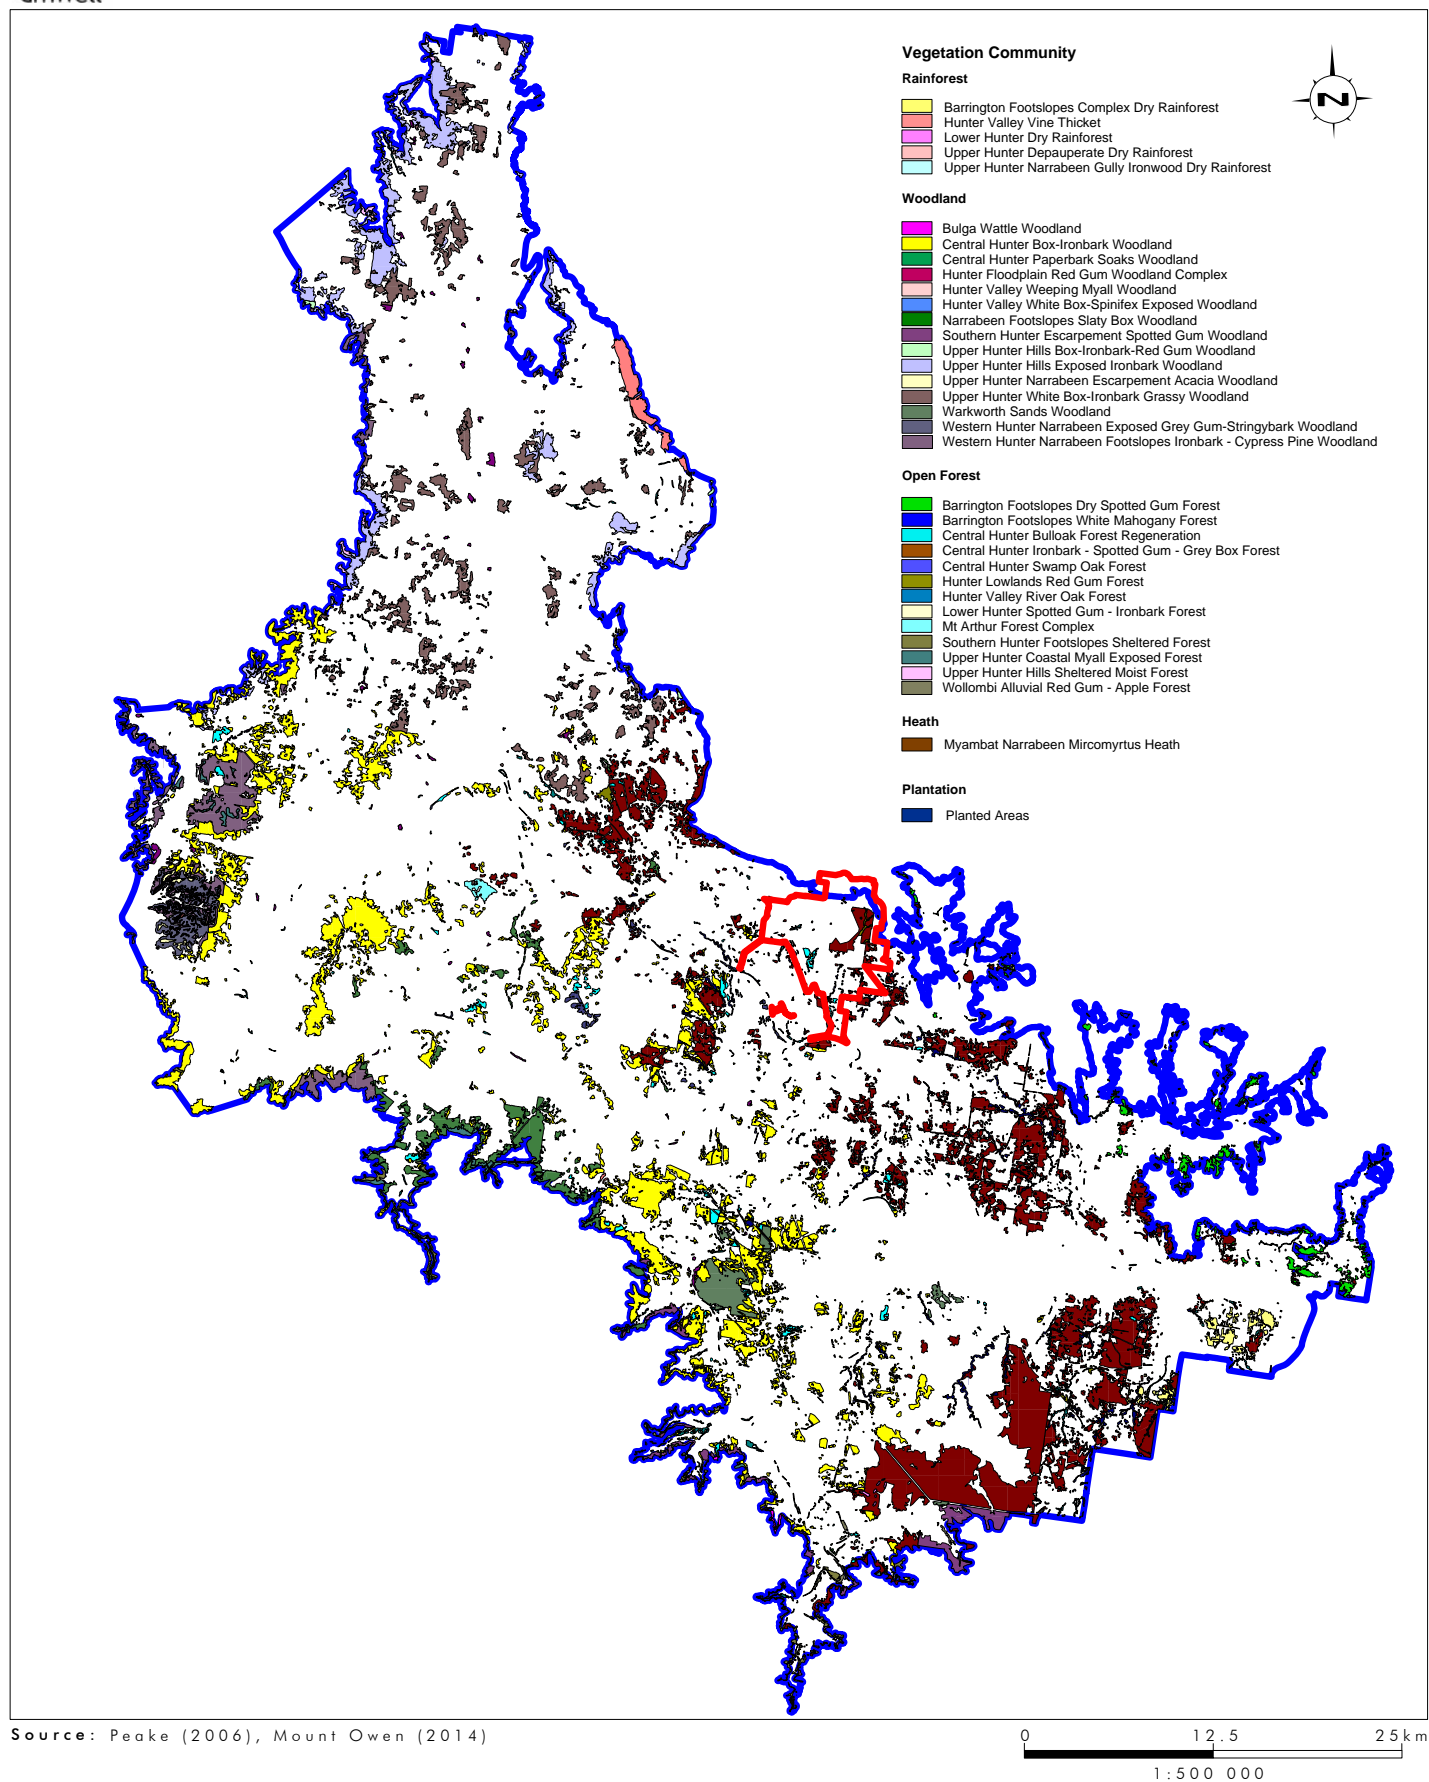 Vegetation Community
Rainforest
Barrington Footslopes Complex Dry Rainforest
Hunter Valley Vine Thicket
Lower Hunter Dry Rainforest
Upper Hunter Depauperate Dry Rainforest
Upper Hunter Narrabeen Gully Ironwood Dry Rainforest
N
Woodland
Bulga Wattle Woodland
Central Hunter Box-Ironbark Woodland
Central Hunter Paperbark Soaks Woodland
Hunter Floodplain Red Gum Woodland Complex
Hunter Valley Weeping Myall Woodland
Hunter Valley White Box-Spinifex Exposed Woodland
Narrabeen Footslopes Slaty Box Woodland
Southern Hunter Escarpement Spotted Gum Woodland
Upper Hunter Hills Box-Ironbark-Red Gum Woodland
Upper Hunter Hills Exposed Ironbark Woodland
Upper Hunter Narrabeen Escarpement Acacia Woodland
Upper Hunter White Box-Ironbark Grassy Woodland
Warkworth Sands Woodland
Western Hunter Narrabeen Exposed Grey Gum-Stringybark Woodland
Western Hunter Narrabeen Footslopes Ironbark - Cypress Pine Woodland
Open Forest
Barrington Footslopes Dry Spotted Gum Forest
Barrington Footslopes White Mahogany Forest
Central Hunter Bulloak Forest Regeneration
Central Hunter Ironbark - Spotted Gum - Grey Box Forest
Central Hunter Swamp Oak Forest
Hunter Lowlands Red Gum Forest
Hunter Valley River Oak Forest
Lower Hunter Spotted Gum - Ironbark Forest
Mt Arthur Forest Complex
Southern Hunter Footslopes Sheltered Forest
Upper Hunter Coastal Myall Exposed Forest
Upper Hunter Hills Sheltered Moist Forest
Wollombi Alluvial Red Gum - Apple Forest
Heath
Myambat Narrabeen Mircomyrtus Heath
Plantation
Planted Areas
Source: Peake (2006), Mount Owen (2014)
0 12.5 25km
1:500 000